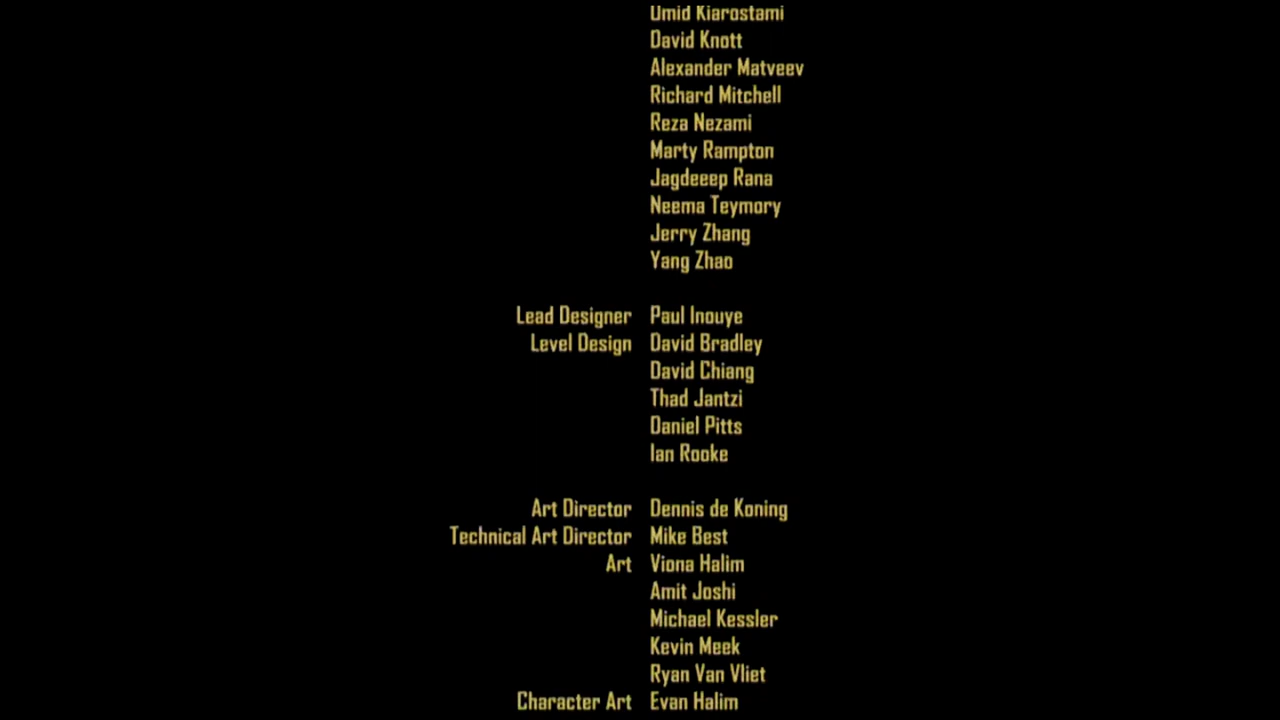 Omid Kiarostami
David Knott
Alexander Matveev
Richard Mitchell
Reza Nezami
Marty Rampton
Jagdeeep Rana
Neema Teymory
Jerry Zhang
Yang Zhao
Lead Designer Paul Inouye
Level Design David Bradley
David Chiang
Thad Jantzi
Daniel Pitts
Ian Rooke
Art Director Dennis de Koning
Technical Art Director Mike Best
Art Viona Halim
Amit Joshi
Michael Kessler
Kevin Meek
Ryan Van Vliet
Character Art Evan Halim